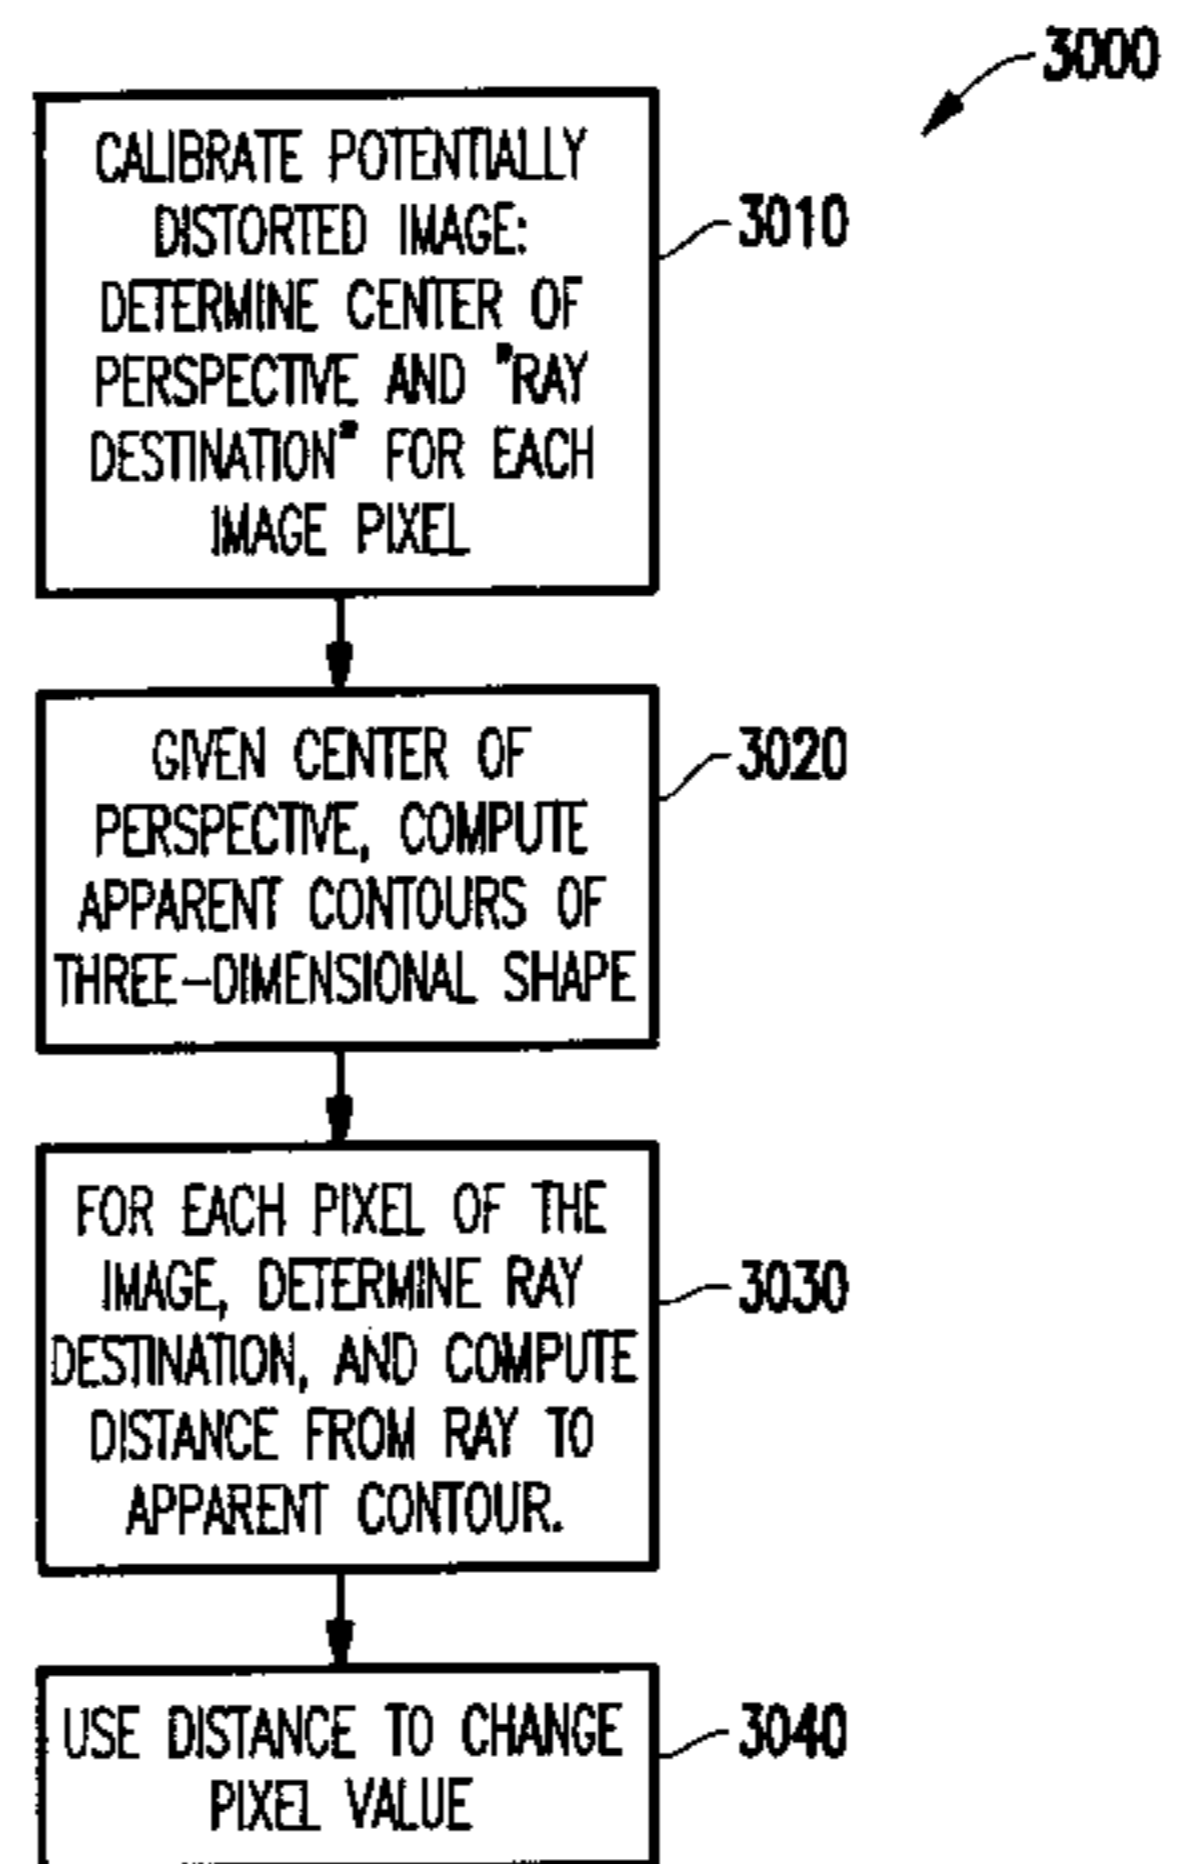 3000
CALIBRATE POTENTIALLY
DISTORTED IMAGE:
DETERMINE CENTER OF
PERSPECTIVE AND "RAY
DESTINATION" FOR EACH
IMAGE PIXEL
3010
GIVEN CENTER OF
PERSPECTIVE, COMPUTE
APPARENT CONTOURS OF
THREE-DIMENSIONAL SHAPE
3020
FOR EACH PIXEL OF THE
IMAGE, DETERMINE RAY
DESTINATION, AND COMPUTE
DISTANCE FROM RAY TO
APPARENT CONTOUR.
3030
USE DISTANCE TO CHANGE
PIXEL VALUE
3040